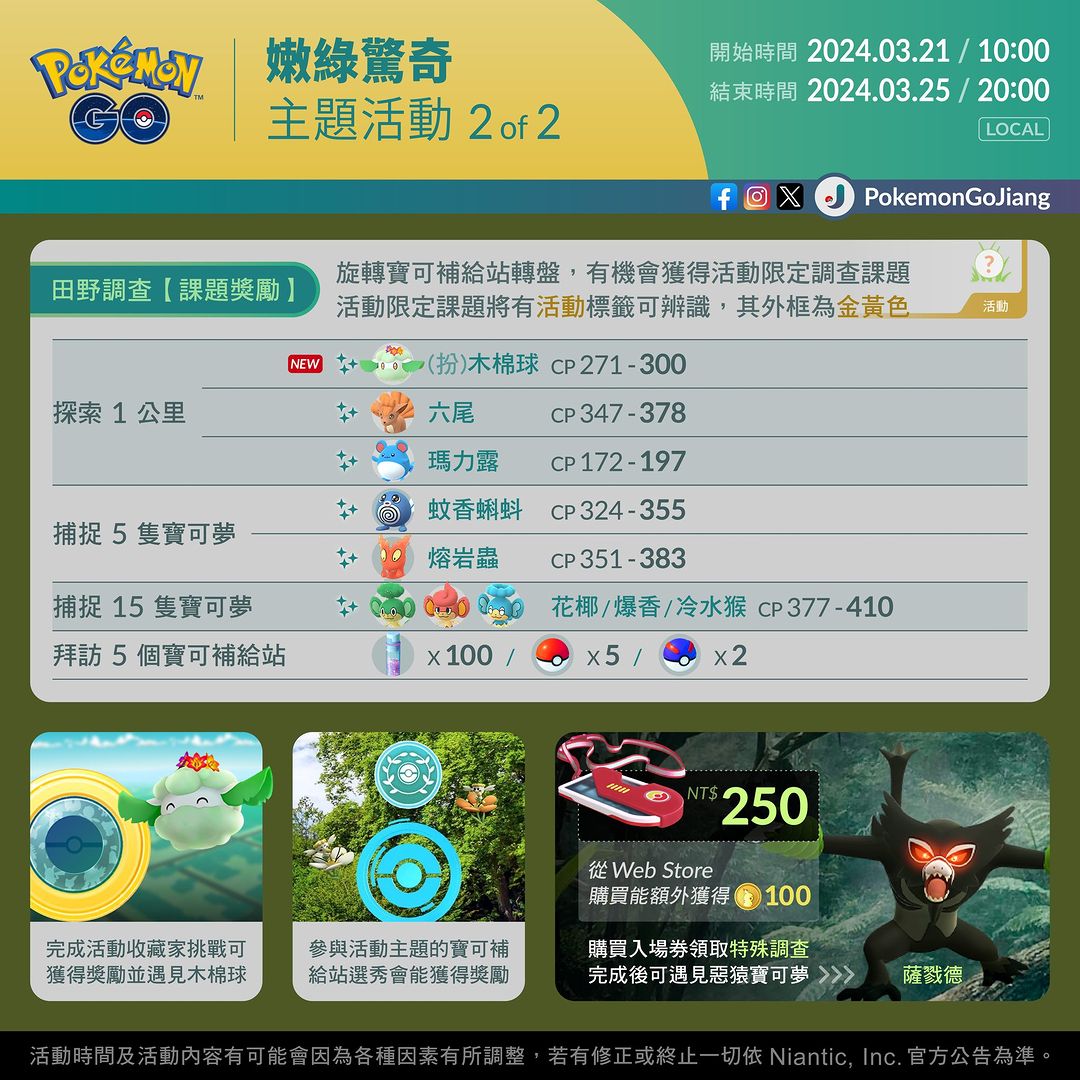 POKÉMON GO™
嫩綠驚奇
主題活動 2 of 2
開始時間 2024.03.21 / 10:00
結束時間 2024.03.25 / 20:00
LOCAL
PokemonGoJiang
田野調查【課題獎勵】
旋轉寶可補給站轉盤，有機會獲得活動限定調查課題
活動限定課題將有活動標籤可辨識，其外框為金黃色
?
活動
探索 1 公里
NEW (扮)木棉球 CP 271 - 300
六尾 CP 347 - 378
瑪力露 CP 172 - 197
捕捉 5 隻寶可夢
蚊香蝌蚪 CP 324 - 355
熔岩蟲 CP 351 - 383
捕捉 15 隻寶可夢
花椰/爆香/冷水猴 CP 377 - 410
拜訪 5 個寶可補給站
x 100 / x 5 / x 2
完成活動收藏家挑戰可
獲得獎勵並遇見木棉球
參與活動主題的寶可補
給站選秀會能獲得獎勵
NT$ 250
從 Web Store
購買能額外獲得 100
購買入場券領取特殊調查
完成後可遇見惡猿寶可夢 >>>
薩戮德
活動時間及活動內容有可能會因為各種因素有所調整，若有修正或終止一切依 Niantic, Inc. 官方公告為準。